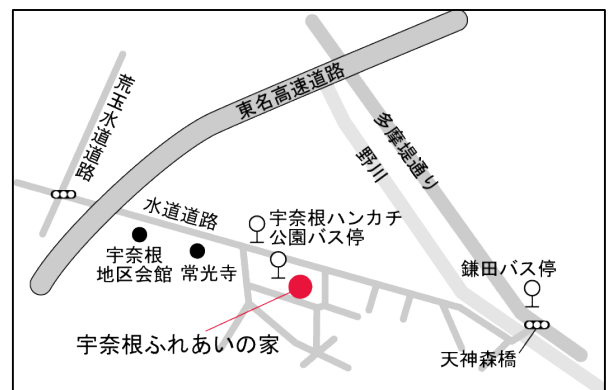 東名高速道路
荒玉水道道路
多摩堤通り
野川
水道道路
宇奈根ハンカチ
公園バス停
宇奈根
地区会館
常光寺
鎌田バス停
宇奈根ふれあいの家
天神森橋